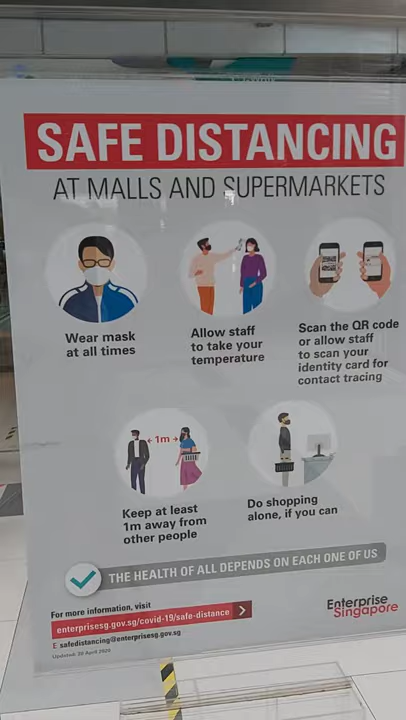 SAFE DISTANCING
AT MALLS AND SUPERMARKETS
Wear mask
at all times
Allow staff
to take your
temperature
Scan the QR code
or allow staff
to scan your
identity card for
contact tracing
1m
Keep at least
1m away from
other people
Do shopping
alone, if you can
THE HEALTH OF ALL DEPENDS ON EACH ONE OF US
For more information, visit
enterprisesg.gov.sg/covid-19/safe-distance
E safedistancing@enterprisesg.gov.sg
Updated: 20 April 2020
Enterprise
Singapore